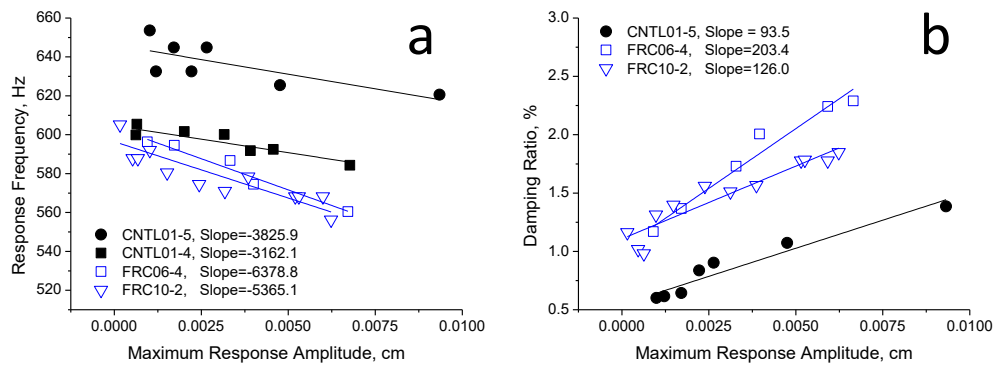 a
Response Frequency, Hz
660
640
620
600
580
560
540
520
CNTL01-5, Slope=-3825.9
CNTL01-4, Slope=-3162.1
FRC06-4, Slope=-6378.8
FRC10-2, Slope=-5365.1
0.0000 0.0025 0.0050 0.0075 0.0100
Maximum Response Amplitude, cm
b
Damping Ratio, %
3.0
2.5
2.0
1.5
1.0
0.5
CNTL01-5, Slope = 93.5
FRC06-4, Slope=203.4
FRC10-2, Slope=126.0
0.0000 0.0025 0.0050 0.0075 0.0100
Maximum Response Amplitude, cm